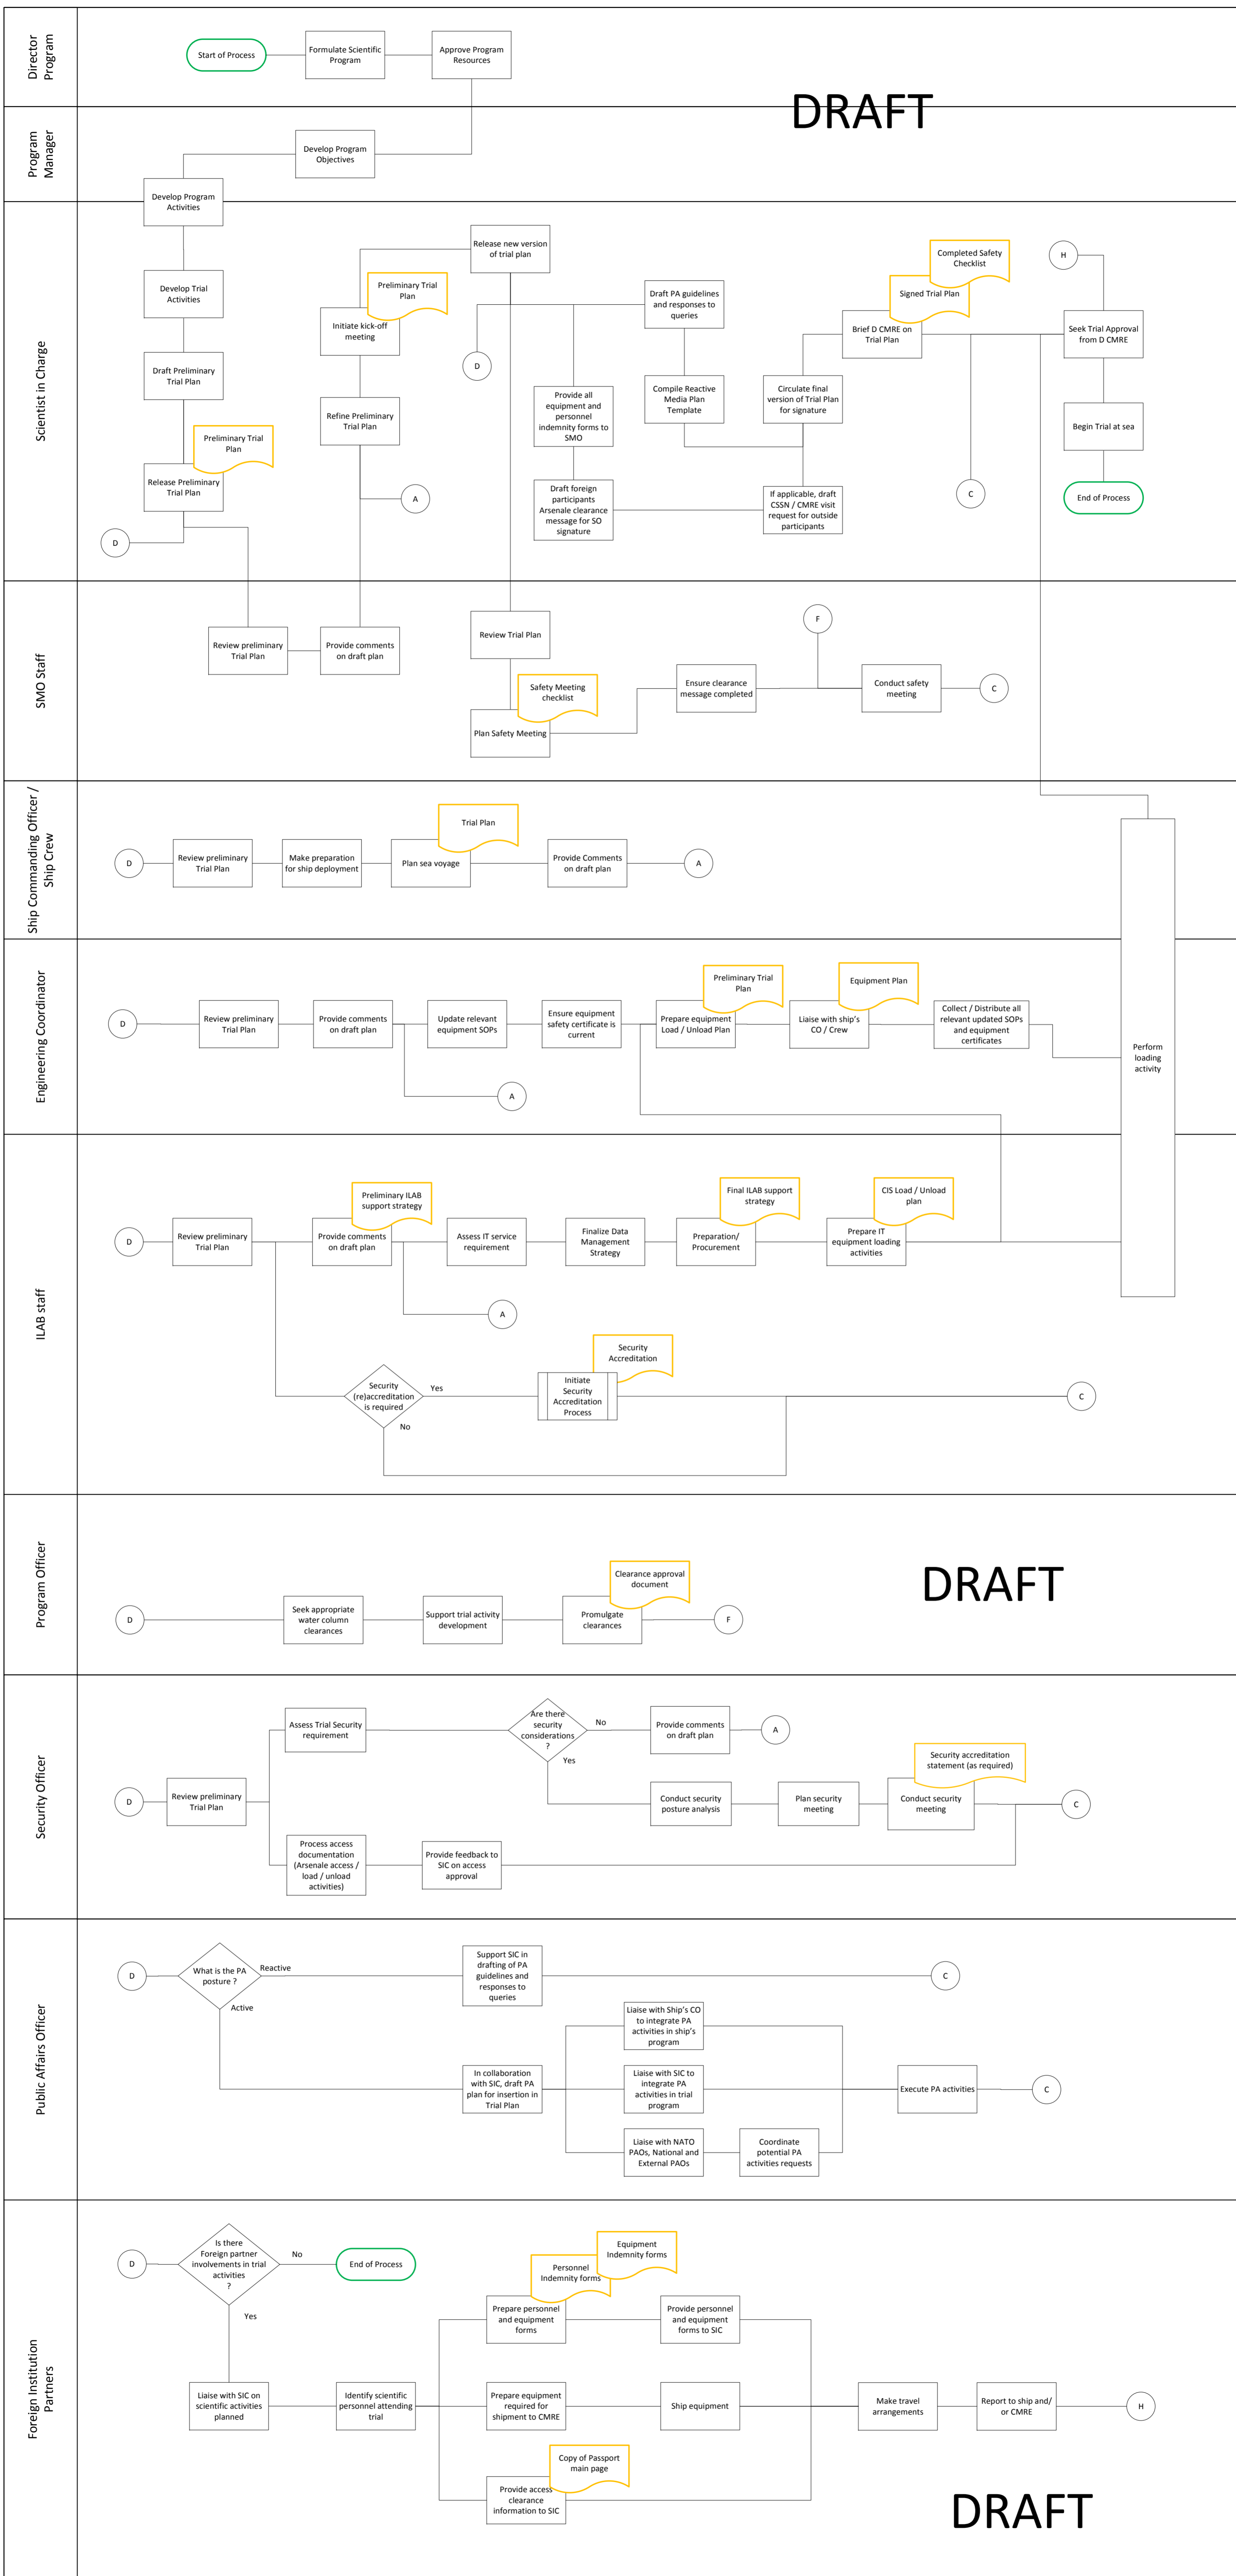 Director
Program
Start of Process
Formulate Scientific
Program
Approve Program
Resources
DRAFT
Program
Manager
Develop Program
Objectives
Develop Program
Activities
Scientist in Charge
Develop Trial
Activities
Draft Preliminary
Trial Plan
Preliminary Trial
Plan
Release Preliminary
Trial Plan
D
Release new version
of trial plan
Preliminary Trial
Plan
Initiate kick-off
meeting
Refine Preliminary
Trial Plan
A
D
Provide all
equipment and
personnel
indemnity forms to
SMO
Draft foreign
participants
Arsenale clearance
message for SO
signature
Draft PA guidelines
and responses to
queries
Compile Reactive
Media Plan
Template
Circulate final
version of Trial Plan
for signature
If applicable, draft
CSSN / CMRE visit
request for outside
participants
Completed Safety
Checklist
Signed Trial Plan
Brief D CMRE on
Trial Plan
C
H
Seek Trial Approval
from D CMRE
Begin Trial at sea
End of Process
SMO Staff
Review preliminary
Trial Plan
Provide comments
on draft plan
Review Trial Plan
Safety Meeting
checklist
Plan Safety Meeting
Ensure clearance
message completed
F
Conduct safety
meeting
C
Ship Commanding Officer /
Ship Crew
D
Review preliminary
Trial Plan
Make preparation
for ship deployment
Trial Plan
Plan sea voyage
Provide Comments
on draft plan
A
Engineering Coordinator
D
Review preliminary
Trial Plan
Provide comments
on draft plan
A
Update relevant
equipment SOPs
Ensure equipment
safety certificate is
current
Preliminary Trial
Plan
Prepare equipment
Load / Unload Plan
Equipment Plan
Liaise with ship's
CO / Crew
Collect / Distribute all
relevant updated SOPs
and equipment
certificates
Perform
loading
activity
ILAB staff
D
Review preliminary
Trial Plan
Preliminary ILAB
support strategy
Provide comments
on draft plan
A
Assess IT service
requirement
Finalize Data
Management
Strategy
Final ILAB support
strategy
Preparation/
Procurement
CIS Load / Unload
plan
Prepare IT
equipment loading
activities
Security
(re)accreditation
is required
Yes
No
Security
Accreditation
Initiate
Security
Accreditation
Process
C
Program Officer
D
Seek appropriate
water column
clearances
Support trial activity
development
Clearance approval
document
Promulgate
clearances
F
DRAFT
Security Officer
D
Review preliminary
Trial Plan
Assess Trial Security
requirement
Are there
security
considerations
?
No
Yes
Provide comments
on draft plan
A
Conduct security
posture analysis
Plan security
meeting
Security accreditation
statement (as required)
Conduct security
meeting
C
Process access
documentation
(Arsenale access /
load / unload
activities)
Provide feedback to
SIC on access
approval
Public Affairs Officer
D
What is the PA
posture ?
Reactive
Active
Support SIC in
drafting of PA
guidelines and
responses to
queries
C
In collaboration
with SIC, draft PA
plan for insertion in
Trial Plan
Liaise with Ship's CO
to integrate PA
activities in ship's
program
Liaise with SIC to
integrate PA
activities in trial
program
Liaise with NATO
PAOs, National and
External PAOs
Coordinate
potential PA
activities requests
Execute PA activities
C
Foreign Institution
Partners
D
Is there
Foreign partner
involvements in trial
activities
?
No
Yes
End of Process
Liaise with SIC on
scientific activities
planned
Identify scientific
personnel attending
trial
Equipment
Indemnity forms
Personnel
Indemnity forms
Prepare personnel
and equipment
forms
Provide personnel
and equipment
forms to SIC
Prepare equipment
required for
shipment to CMRE
Ship equipment
Copy of Passport
main page
Provide access
clearance
information to SIC
Make travel
arrangements
Report to ship and/
or CMRE
H
DRAFT